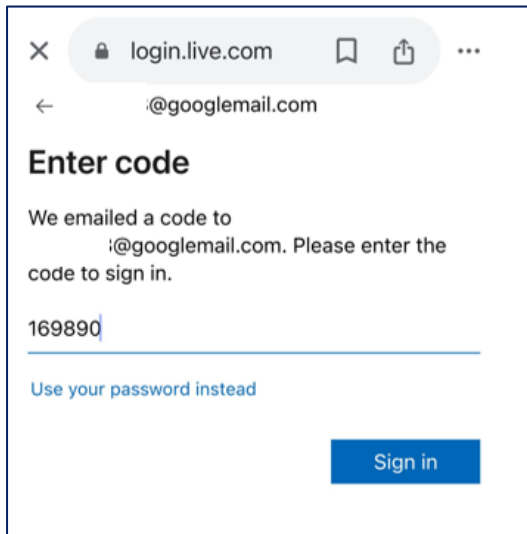 login.live.com
@googlemail.com
Enter code
We emailed a code to
@googlemail.com. Please enter the
code to sign in.
169890
Use your password instead
Sign in